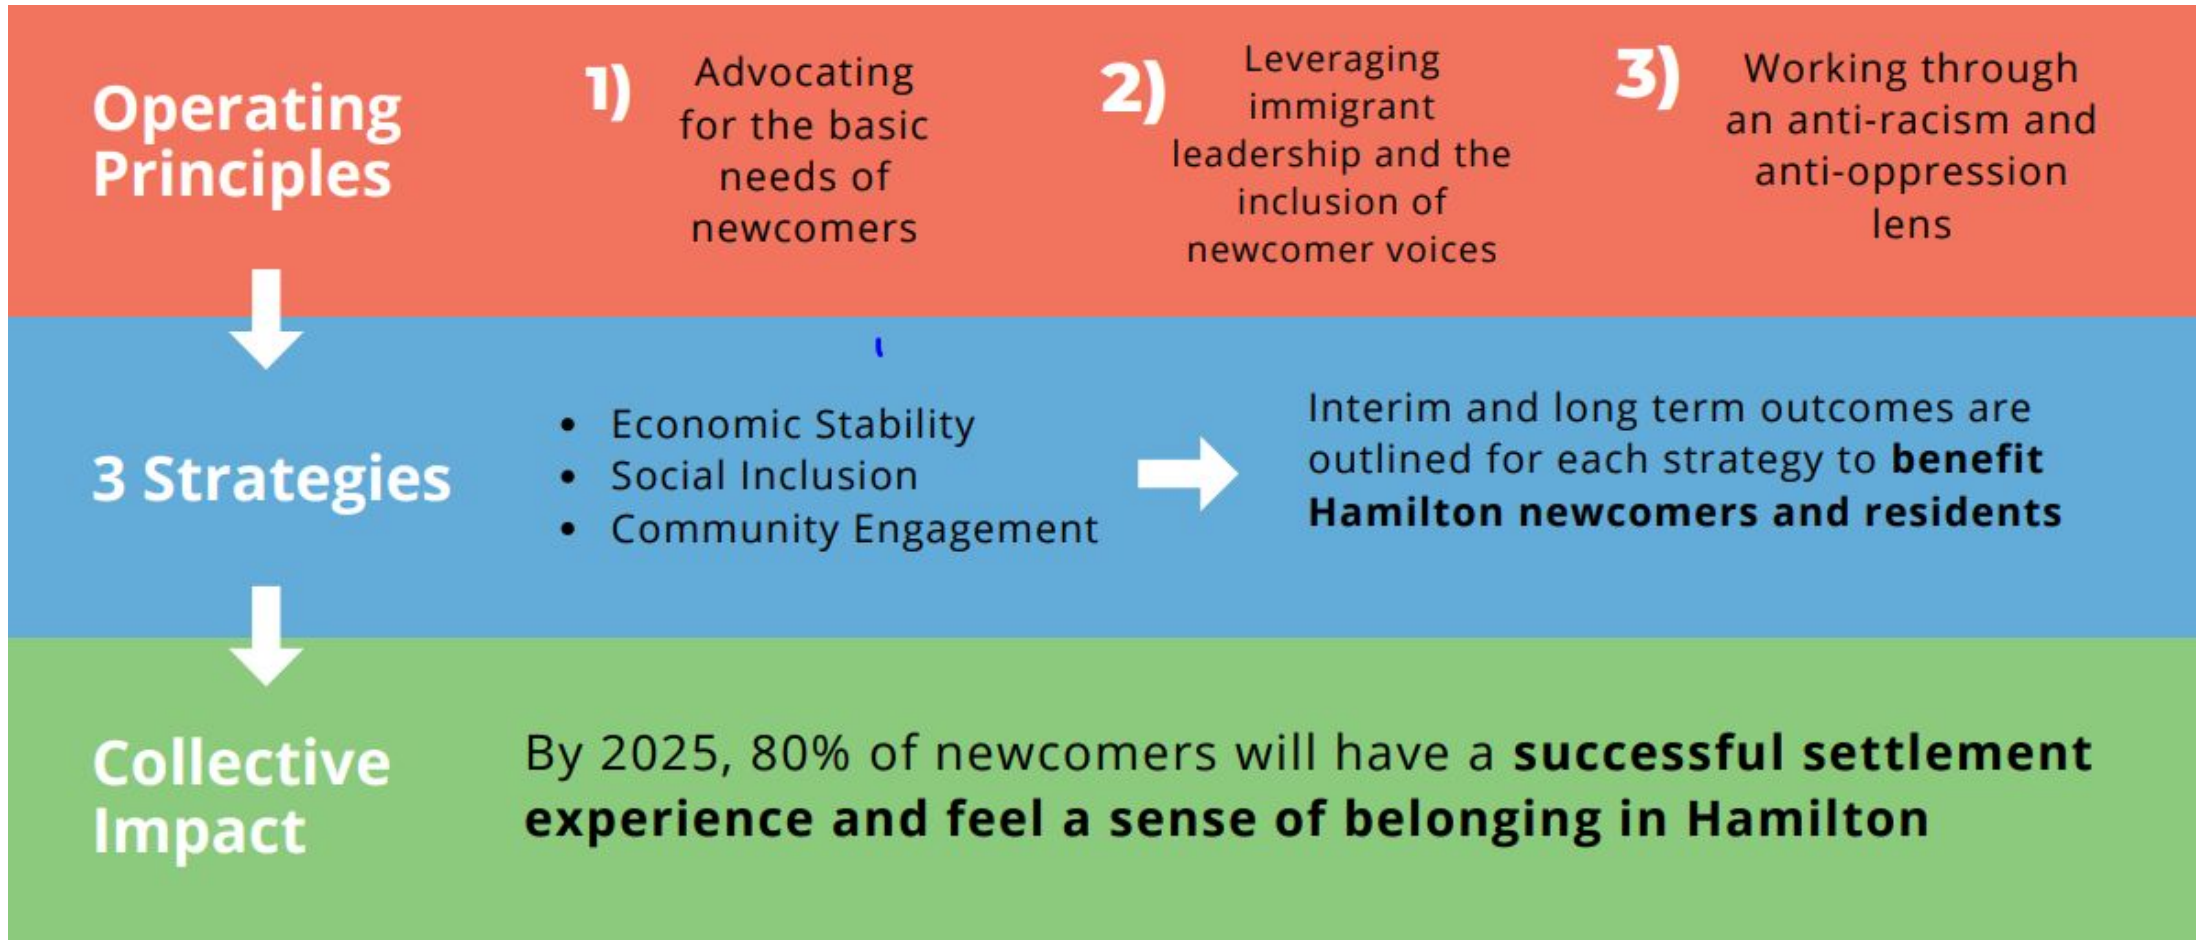 Operating
Principles
1)
Advocating
for the basic
needs of
newcomers
2)
Leveraging
immigrant
leadership and the
inclusion of
newcomer voices
3)
Working through
an anti-racism and
anti-oppression
lens
3 Strategies
• Economic Stability
• Social Inclusion
• Community Engagement
Interim and long term outcomes are
outlined for each strategy to benefit
Hamilton newcomers and residents
Collective
Impact
By 2025, 80% of newcomers will have a successful settlement
experience and feel a sense of belonging in Hamilton